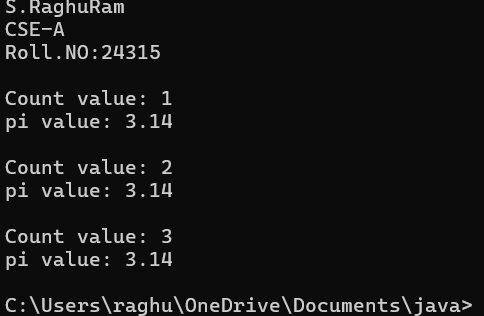 S.RaghuRam
CSE-A
Roll.NO:24315
Count value: 1
pi value: 3.14
Count value: 2
pi value: 3.14
Count value: 3
pi value: 3.14
C:\Users\raghu\OneDrive\Documents\java>